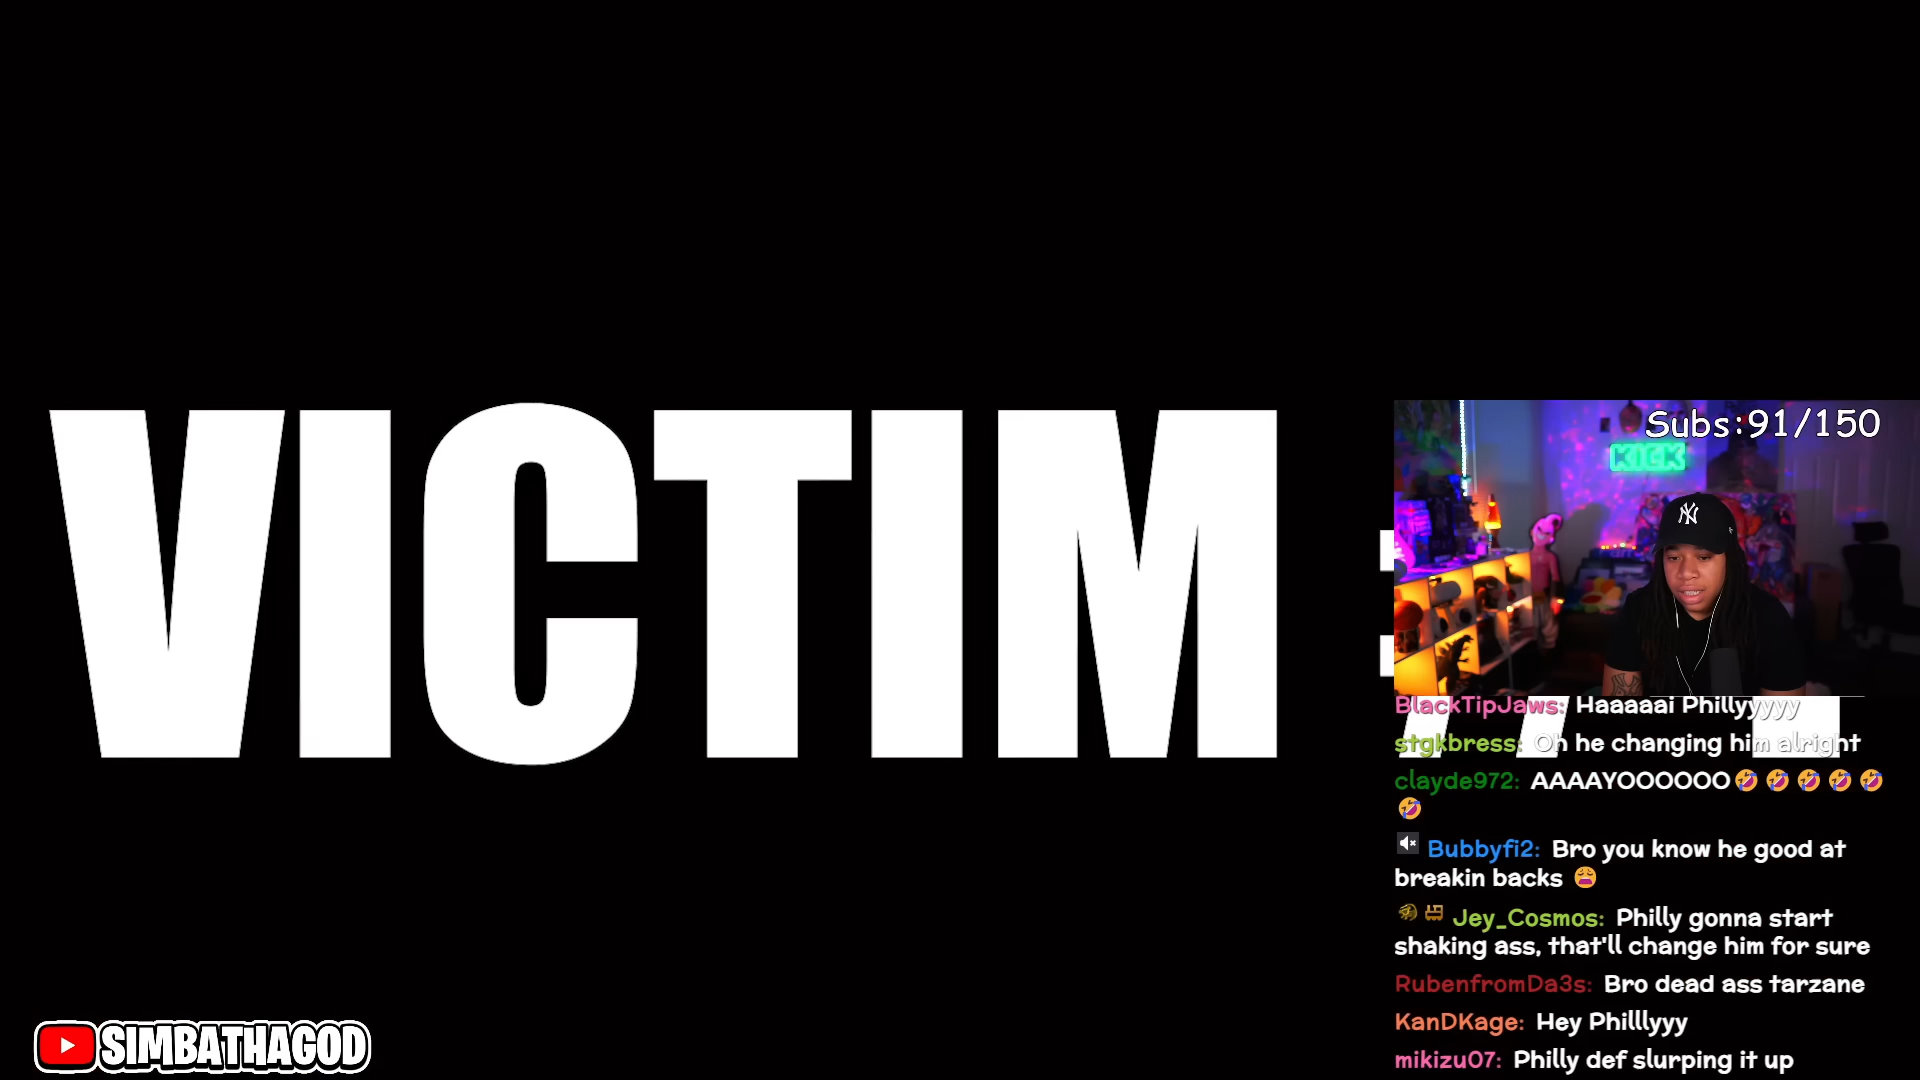 VICTIM :
Subs:91/150
KICK
NY
BlackTipJaws: Haaaaai Phillyyyyy
stgkbress: Oh he changing him alright
clayde972: AAAAYOOOOOO🤣🤣🤣🤣🤣
🤣
Bubbyfi2: Bro you know he good at
breakin backs 😩
Jey_Cosmos: Philly gonna start
shaking ass, that'll change him for sure
RubenfromDa3s: Bro dead ass tarzane
KanDKage: Hey Philllyyy
mikizu07: Philly def slurping it up
SIMBATHAGOD